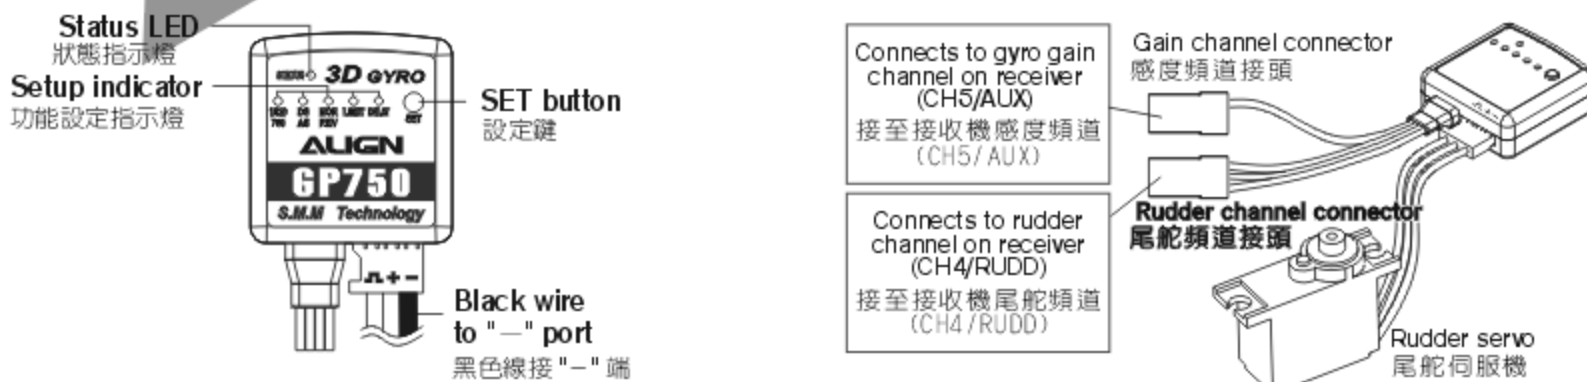 Status LED
狀態指示燈
Setup indicator
功能設定指示燈
3D GYRO
SET
SET button
設定鍵
ALIGN
GP750
S.M.M Technology
+ −
Black wire
to "—" port
黑色線接"−"端
Connects to gyro gain
channel on receiver
(CH5/AUX)
接至接收機感度頻道
(CH5/AUX)
Connects to rudder
channel on receiver
(CH4/RUDD)
接至接收機尾舵頻道
(CH4/RUDD)
Gain channel connector
感度頻道接頭
Rudder channel connector
尾舵頻道接頭
Rudder servo
尾舵伺服機